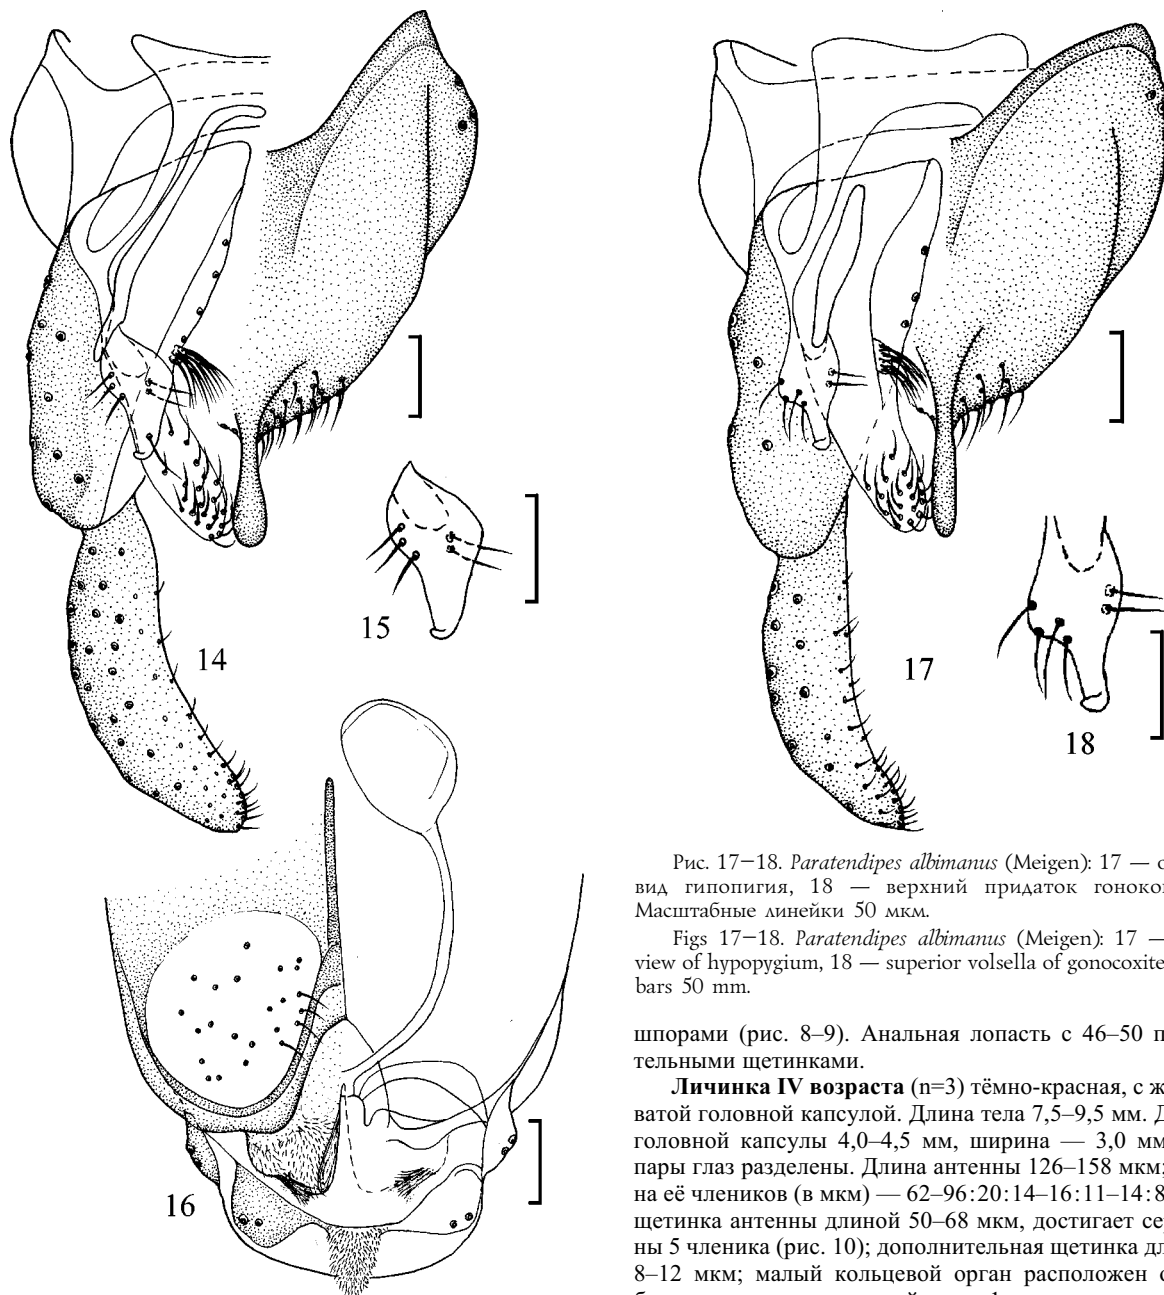 14
15
16
17
18
Рис. 17–18. Paratendipes albimanus (Meigen): 17 —
вид гипопигия, 18 — верхний придаток
Масштабные линейки 50 мкм.
Figs 17–18. Paratendipes albimanus (Meigen): 17 —
view of hypopygium, 18 — superior volsella of gonocoxite
bars 50 mm.
шпорами (рис. 8–9). Анальная лопасть с 46–50
тельными щетинками.
Личинка IV возраста (n=3) тёмно-красная, с
ватой головной капсулой. Длина тела 7,5–9,5 мм.
головной капсулы 4,0–4,5 мм, ширина — 3,0 мм
пары глаз разделены. Длина антенны 126–158 мкм;
на её члеников (в мкм) — 62–96:20:14–16:11–14:8
щетинка антенны длиной 50–68 мкм, достигает
ны 5 членика (рис. 10); дополнительная щетинка
8–12 мкм; малый кольцевой орган расположен